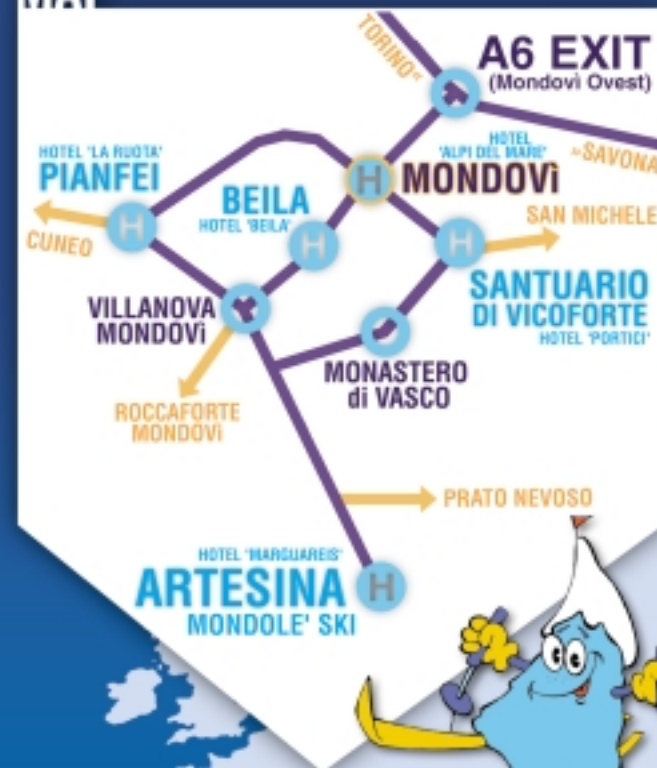 TORINO«
A6 EXIT
(Mondovì Ovest)
»SAVONA
HOTEL
'ALPI DEL MARE'
MONDOVì
HOTEL 'LA RUOTA'
PIANFEI
CUNEO
BEILA
HOTEL 'BEILA'
H
H
H
H
SAN MICHELE
SANTUARIO
DI VICOFORTE
HOTEL 'PORTICI'
VILLANOVA
MONDOVì
MONASTERO
di VASCO
ROCCAFORTE
MONDOVì
PRATO NEVOSO
HOTEL 'MARGUAREIS'
ARTESINA
MONDOLE' SKI
H